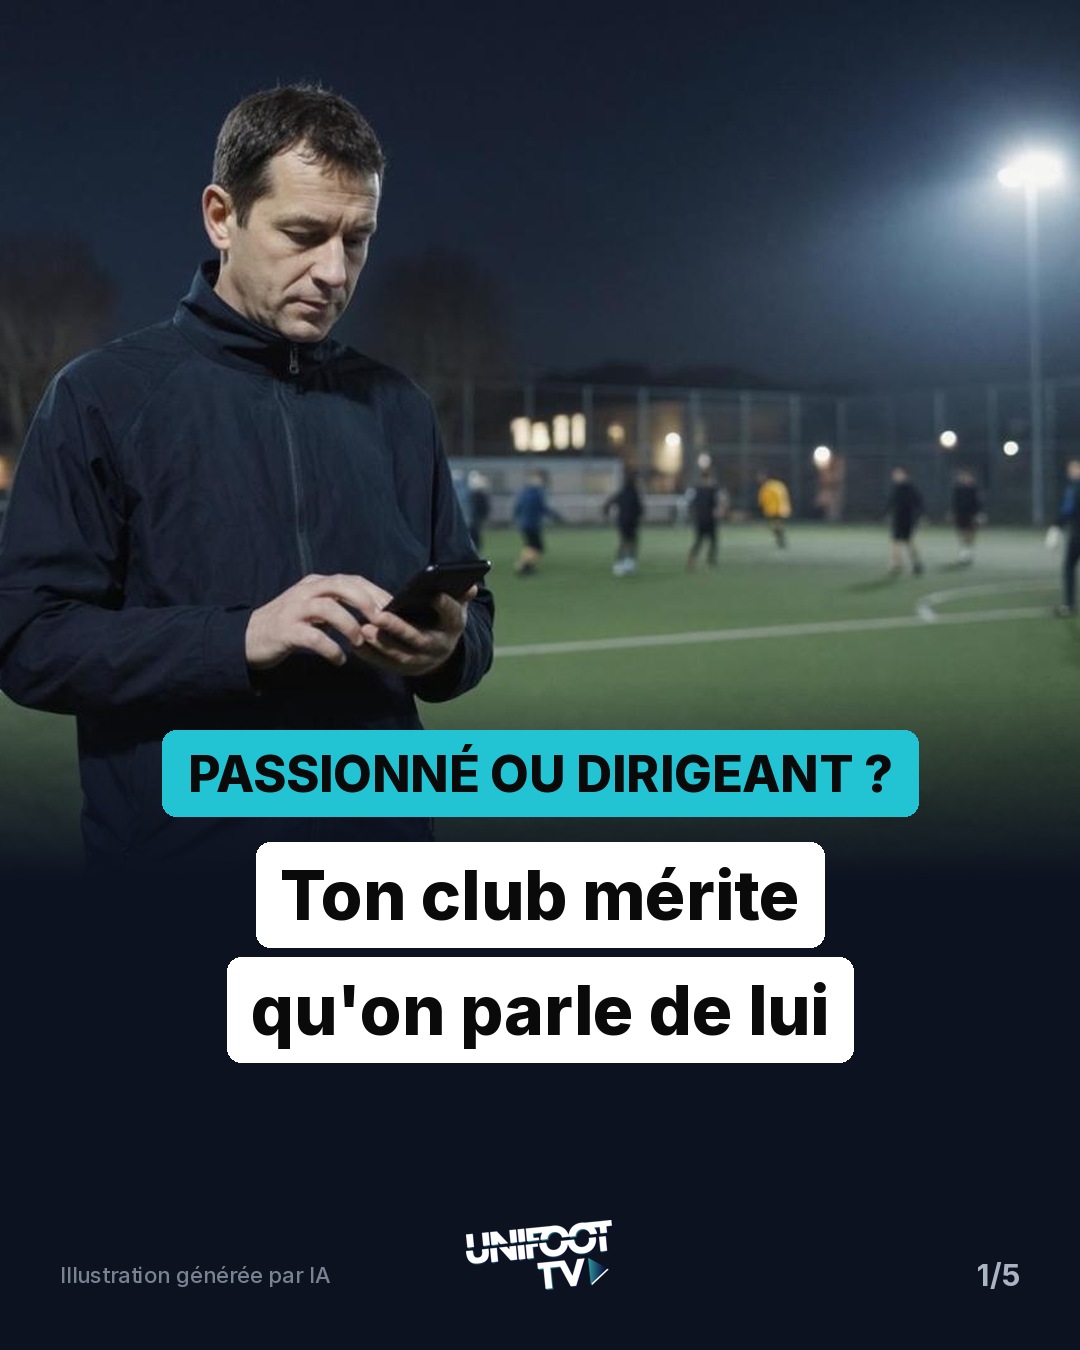 PASSIONNÉ OU DIRIGEANT ?
Ton club mérite
qu'on parle de lui
UNIFOOT
TV
Illustration générée par IA
1/5